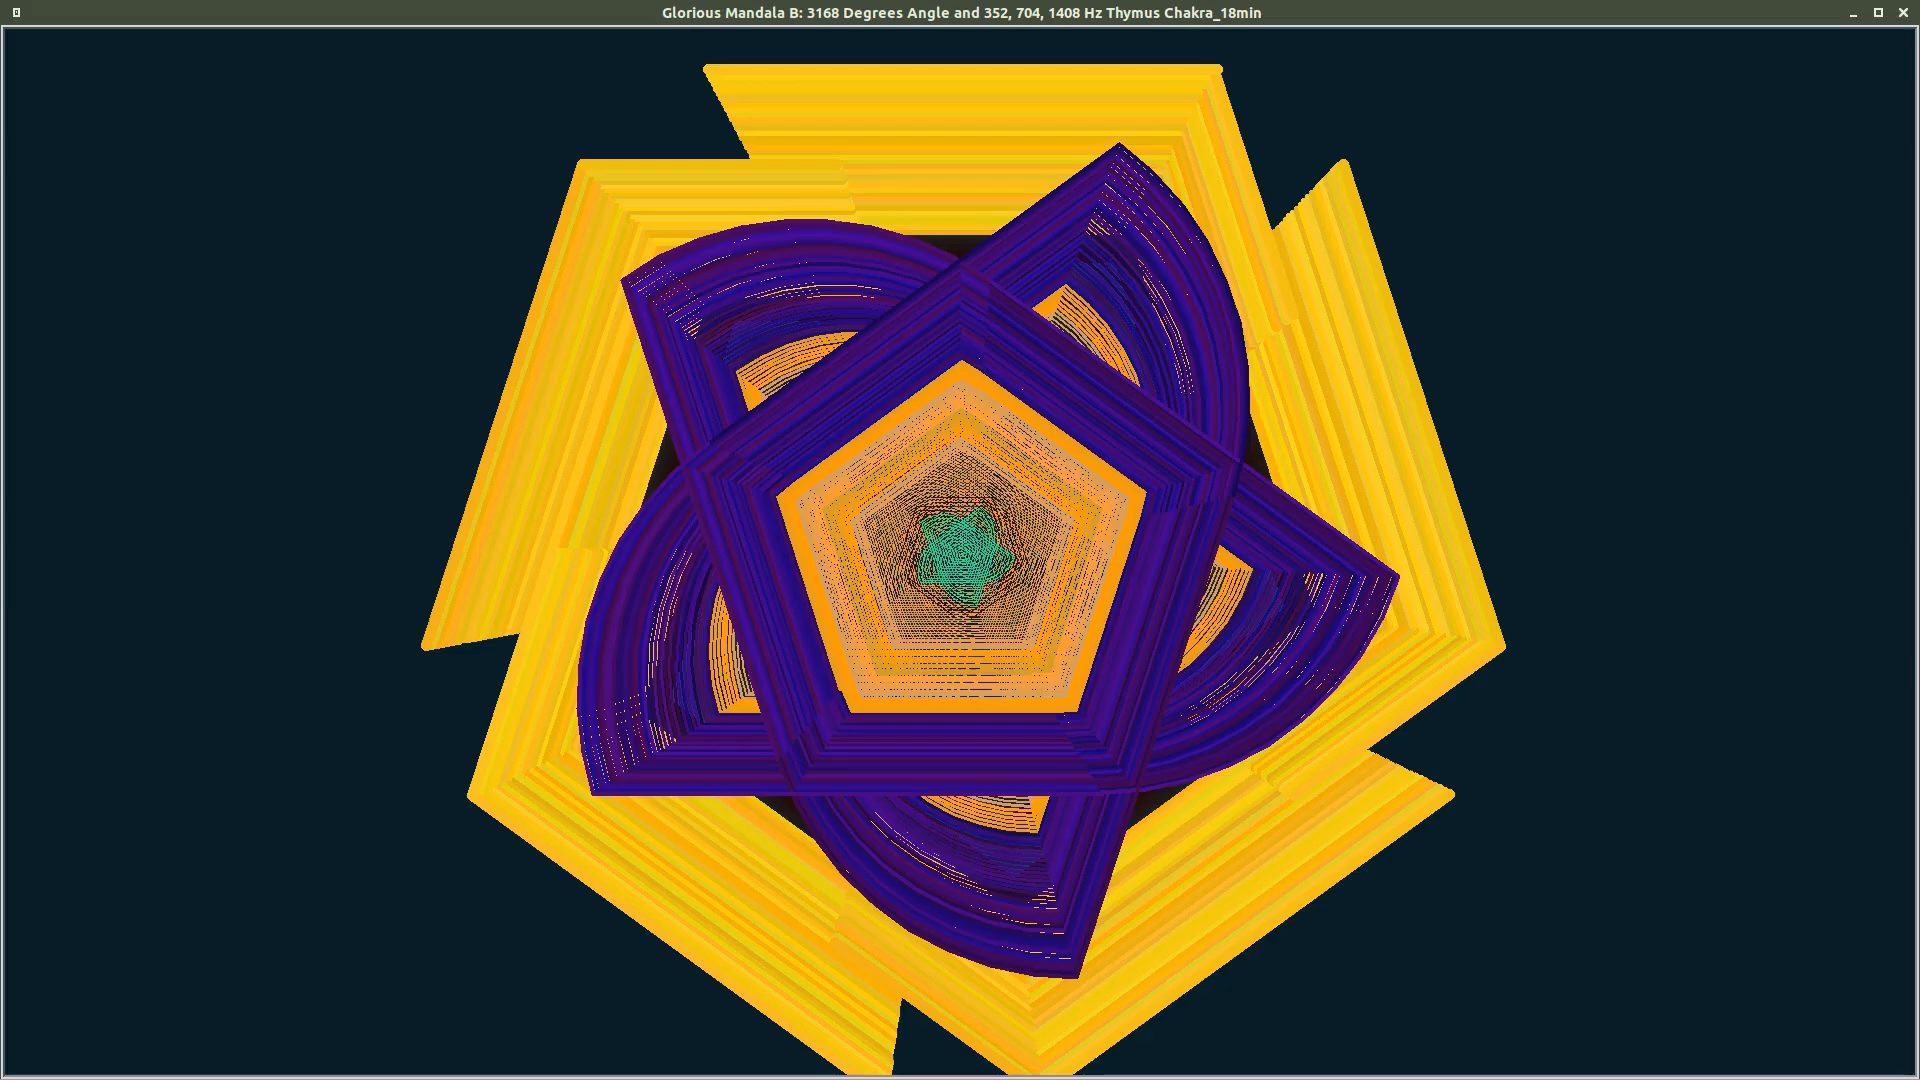 Glorious Mandala B: 3168 Degrees Angle and 352, 704, 1408 Hz Thymus Chakra_18min